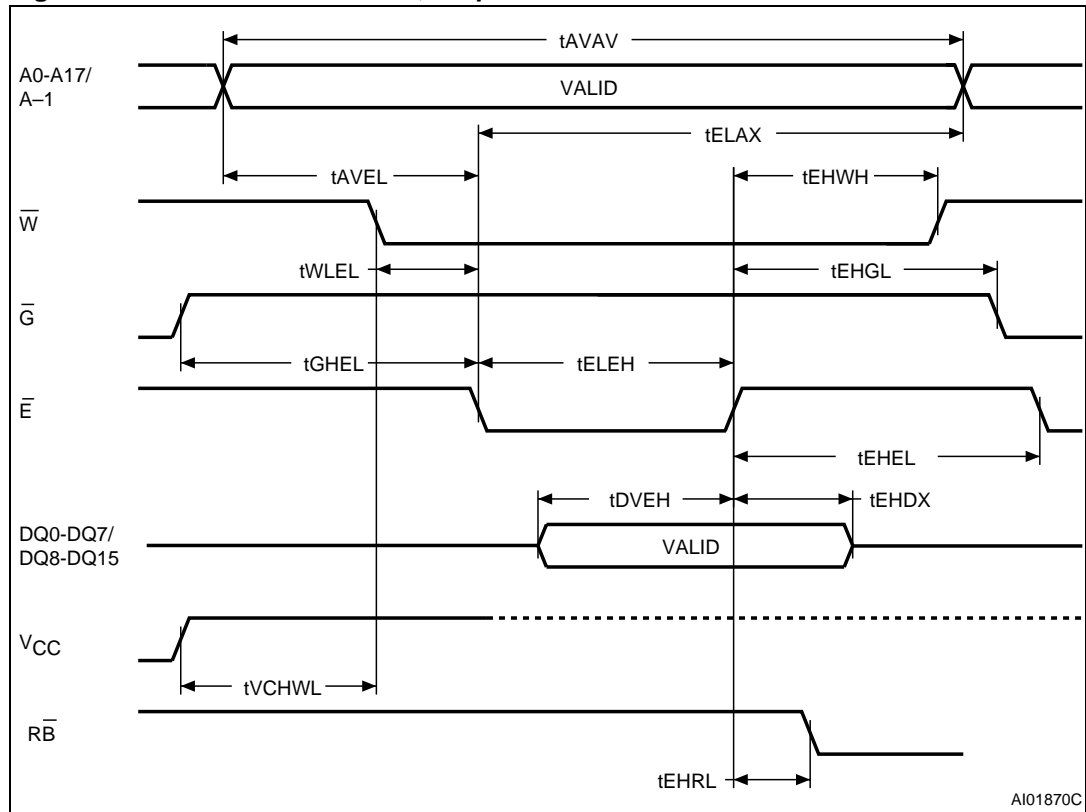 tAVAV
A0-A17/
A–1
VALID
tELAX
tAVEL
tEHWH
W̅
tWLEL
tEHGL
G̅
tGHEL
tELEH
E̅
tEHEL
tDVEH
tEHDX
DQ0-DQ7/
DQ8-DQ15
VALID
VCC
tVCHWL
RB̅
tEHRL
AI01870C